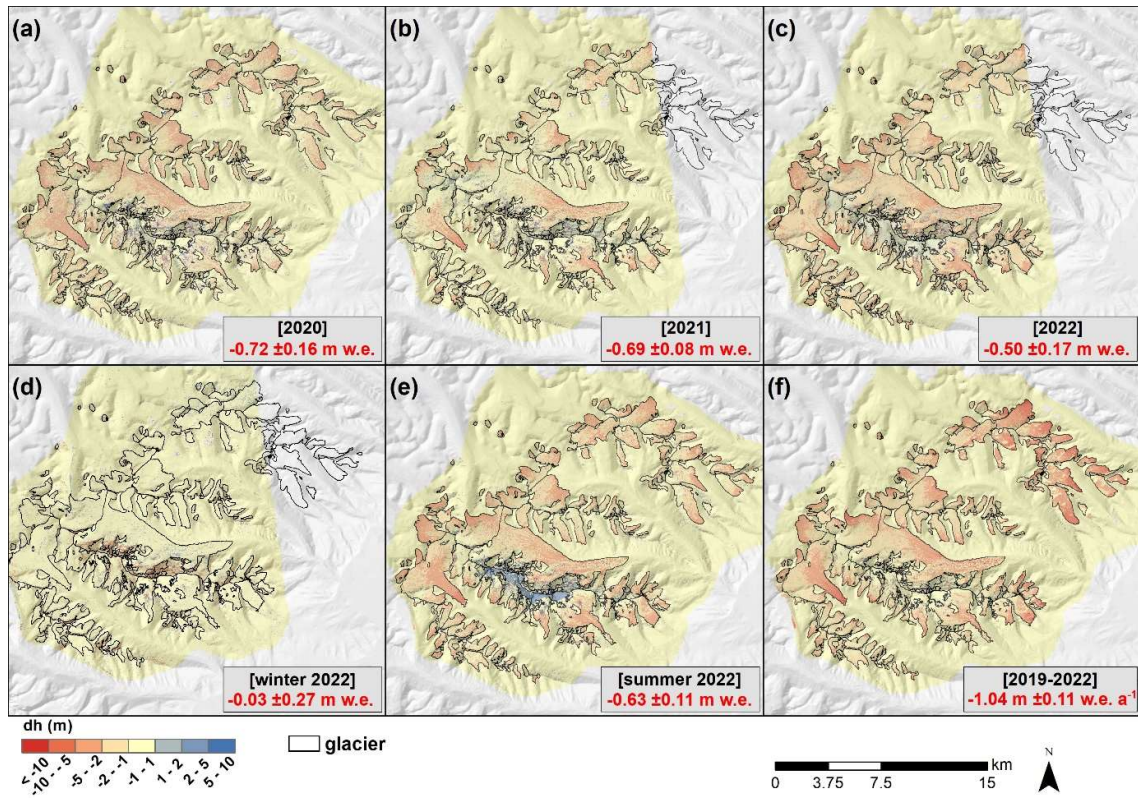 (a)
[2020]
-0.72 ±0.16 m w.e.
(b)
[2021]
-0.69 ±0.08 m w.e.
(c)
[2022]
-0.50 ±0.17 m w.e.
(d)
[winter 2022]
-0.03 ±0.27 m w.e.
(e)
[summer 2022]
-0.63 ±0.11 m w.e.
(f)
[2019-2022]
-1.04 m ±0.11 w.e. a⁻¹
dh (m)
< -10
-10 - -5
-5 - -2
-2 - -1
-1 - 1
1 - 2
2 - 5
5 - 10
glacier
km
0 3.75 7.5 15
N